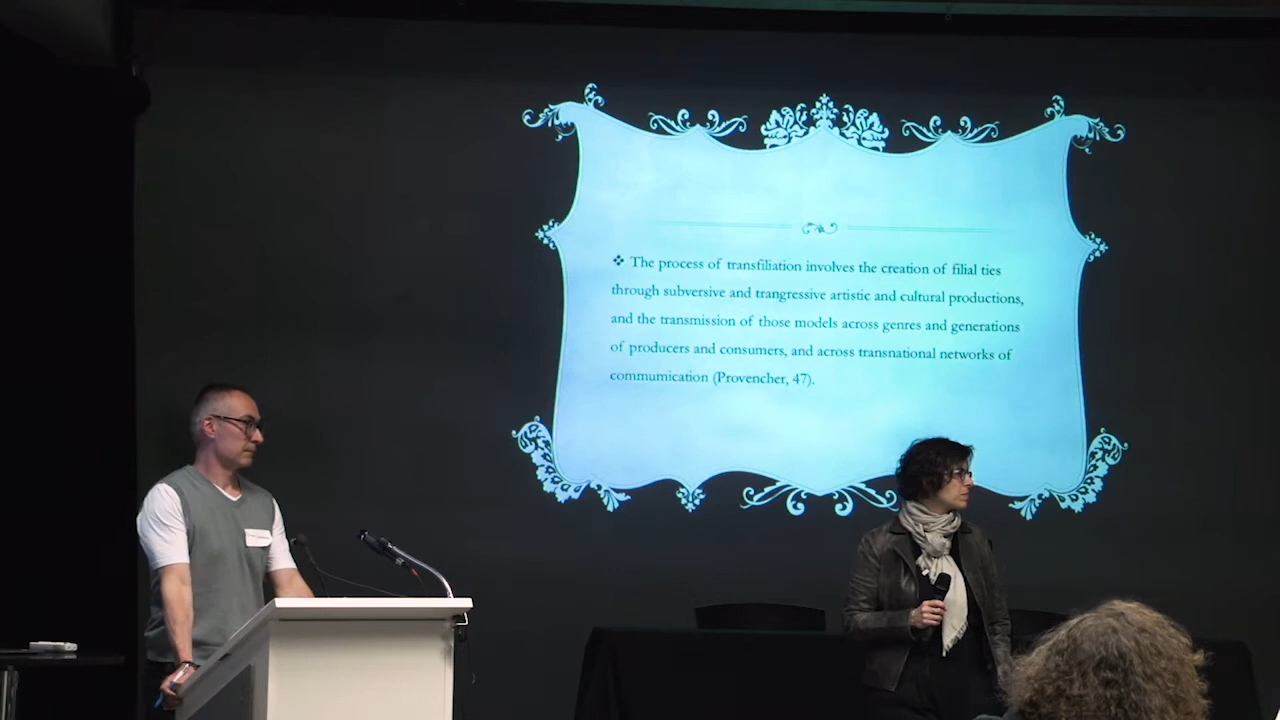 ❖ The process of transfiliation involves the creation of filial ties
through subversive and trangressive artistic and cultural productions,
and the transmission of those models across genres and generations
of producers and consumers, and across transnational networks of
commumication (Provencher, 47).